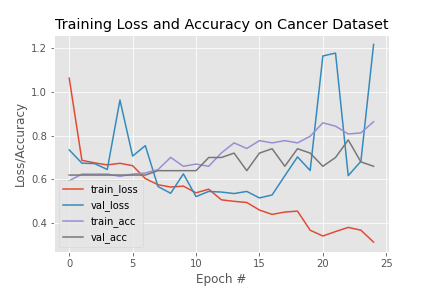 Training Loss and Accuracy on Cancer Dataset
1.2
1.0
0.8
0.6
0.4
Loss/Accuracy
train_loss
val_loss
train_acc
val_acc
0 5 10 15 20 25
Epoch #